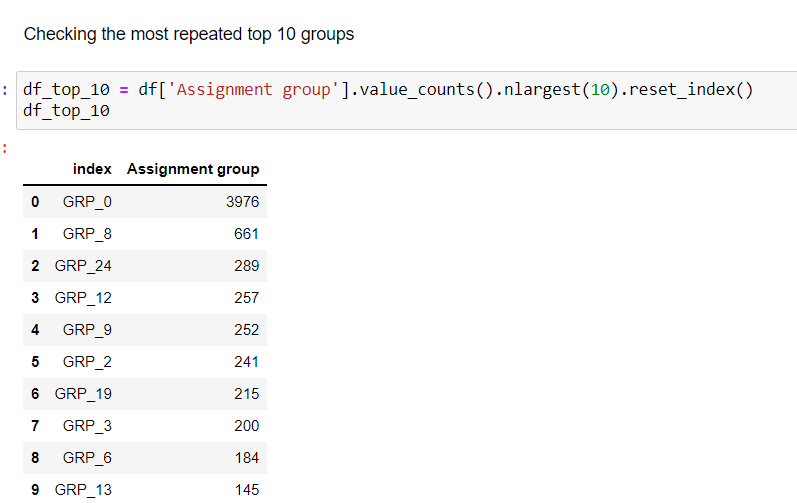 Checking the most repeated top 10 groups
: df_top_10 = df['Assignment group'].value_counts().nlargest(10).reset_index()
df_top_10
:
index Assignment group
0 GRP_0 3976
1 GRP_8 661
2 GRP_24 289
3 GRP_12 257
4 GRP_9 252
5 GRP_2 241
6 GRP_19 215
7 GRP_3 200
8 GRP_6 184
9 GRP_13 145